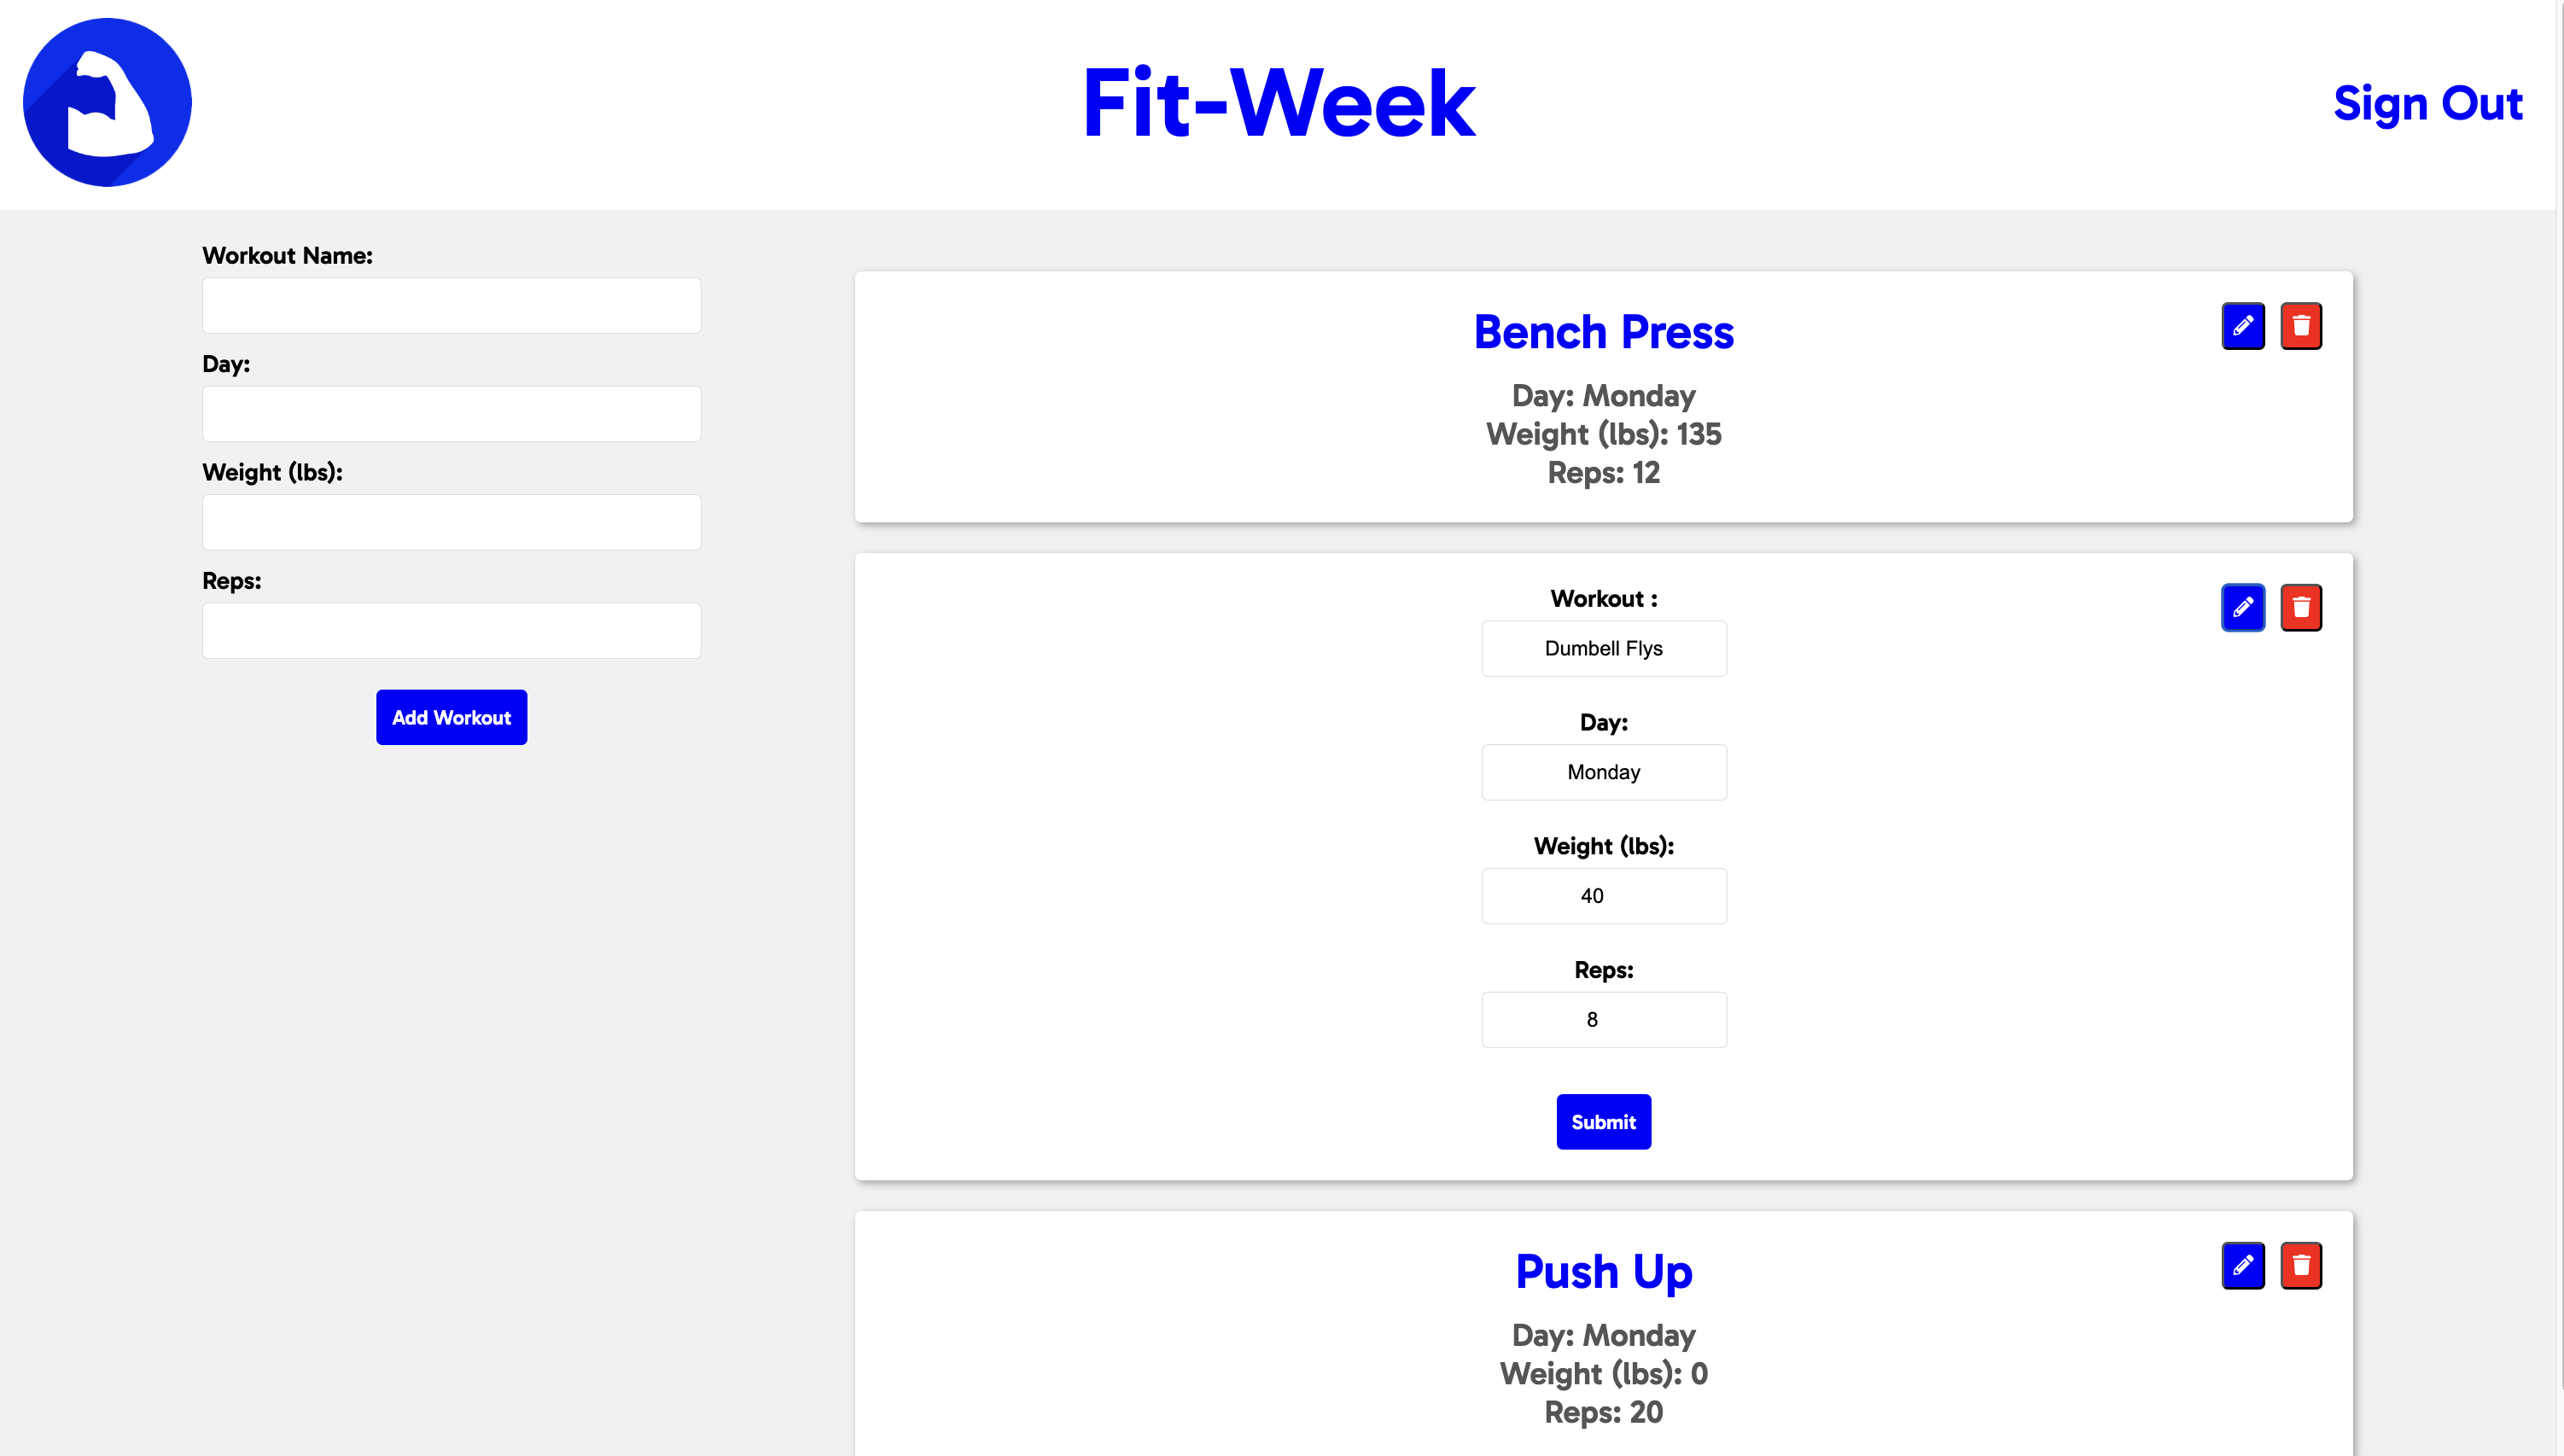 Fit-Week
Sign Out
Workout Name:
Day:
Weight (lbs):
Reps:
Add Workout
Bench Press
Day: Monday
Weight (lbs): 135
Reps: 12
Workout :
Dumbell Flys
Day:
Monday
Weight (lbs):
40
Reps:
8
Submit
Push Up
Day: Monday
Weight (lbs): 0
Reps: 20